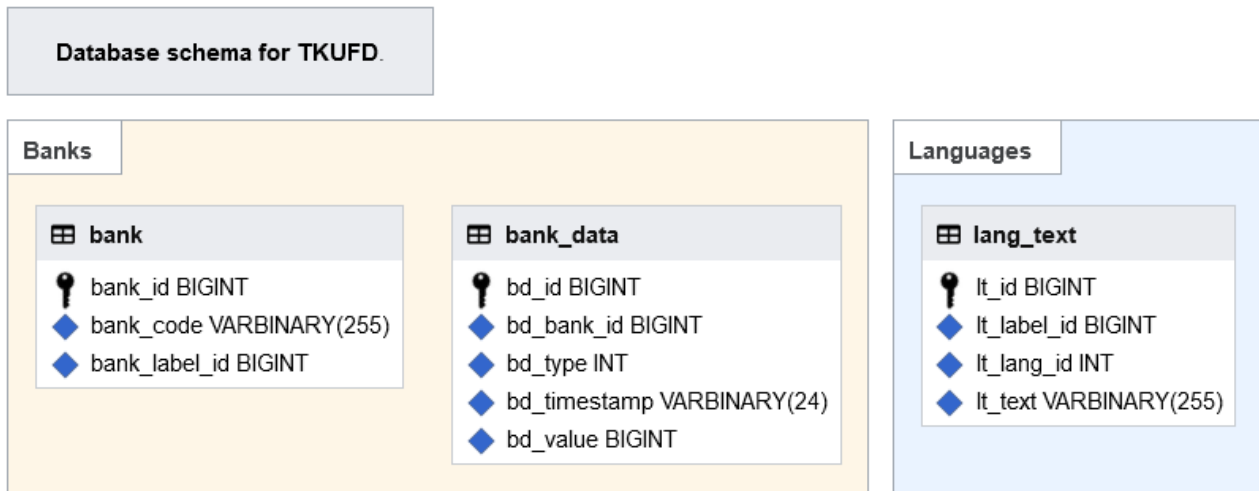 Database schema for TKUFD.
Banks
bank
bank_id BIGINT
bank_code VARBINARY(255)
bank_label_id BIGINT
bank_data
bd_id BIGINT
bd_bank_id BIGINT
bd_type INT
bd_timestamp VARBINARY(24)
bd_value BIGINT
Languages
lang_text
lt_id BIGINT
lt_label_id BIGINT
lt_lang_id INT
lt_text VARBINARY(255)